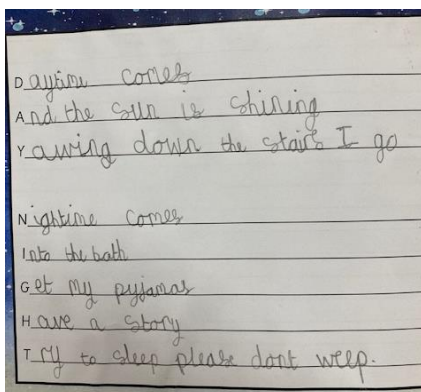 Daytime comes
And the sun is shining
Yawing down the stairs I go
Nightime comes
Into the bath
Get my pyjamas
Have a story
Try to sleep please dont weep.